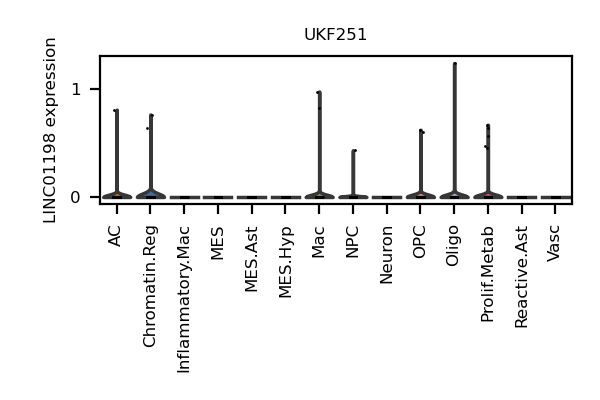 UKF251
LINC01198 expression
1
0
AC
Chromatin.Reg
Inflammatory.Mac
MES
MES.Ast
MES.Hyp
Mac
NPC
Neuron
OPC
Oligo
Prolif.Metab
Reactive.Ast
Vasc